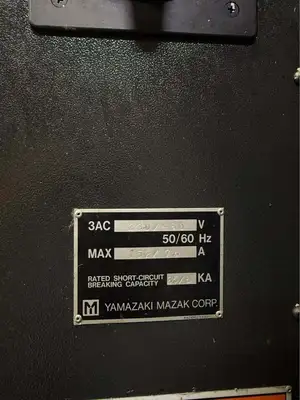 3AC V
50/60 Hz
MAX A
RATED SHORT-CIRCUIT
BREAKING CAPACITY KA
M YAMAZAKI MAZAK CORP.